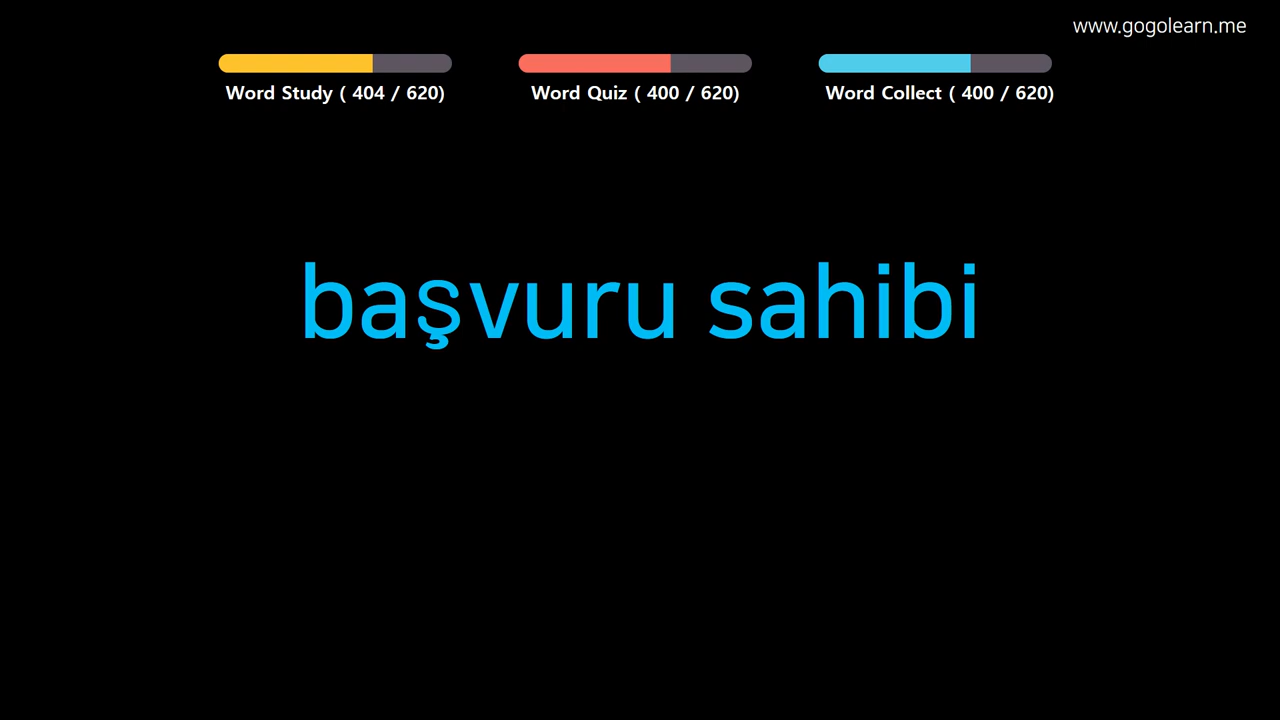 www.gogolearn.me
Word Study ( 404 / 620)
Word Quiz ( 400 / 620)
Word Collect ( 400 / 620)
başvuru sahibi